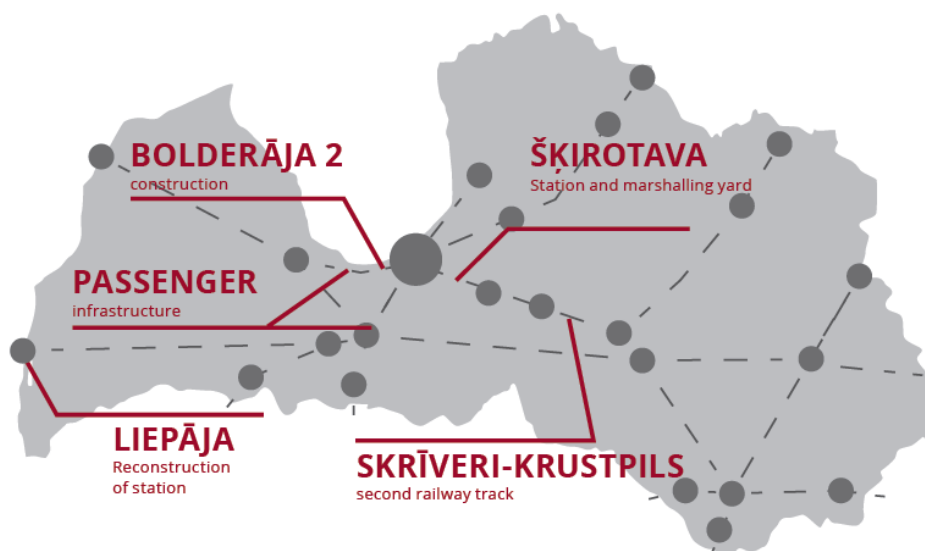 BOLDERĀJA 2
construction
ŠĶIROTAVA
Station and marshalling yard
PASSENGER
infrastructure
LIEPĀJA
Reconstruction
of station
SKRĪVERI-KRUSTPILS
second railway track